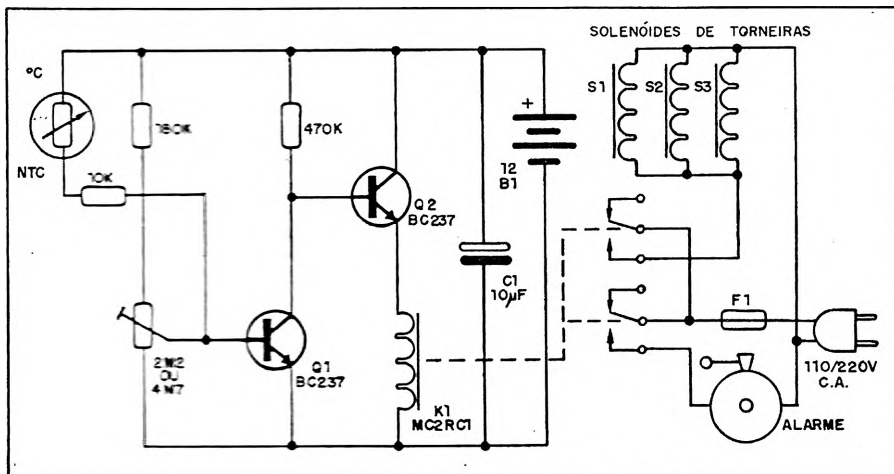 SOLENÓIDES DE TORNEIRAS
S1
S2
S3
ºC
NTC
10K
180K
470K
2M2
OU
4M7
Q1
BC237
Q2
BC237
K1
MC2RC1
C1
10µF
+
12
B1
F1
110/220V
C.A.
ALARME